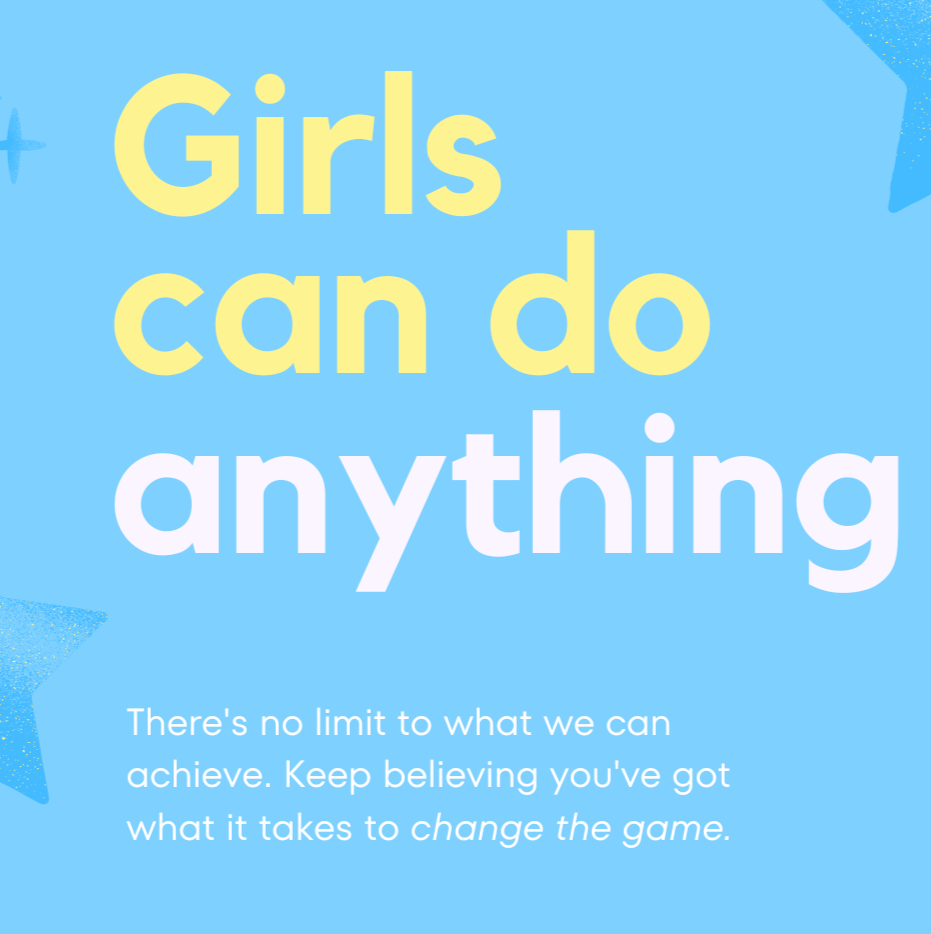 Girls
can do
anything
There's no limit to what we can
achieve. Keep believing you've got
what it takes to change the game.